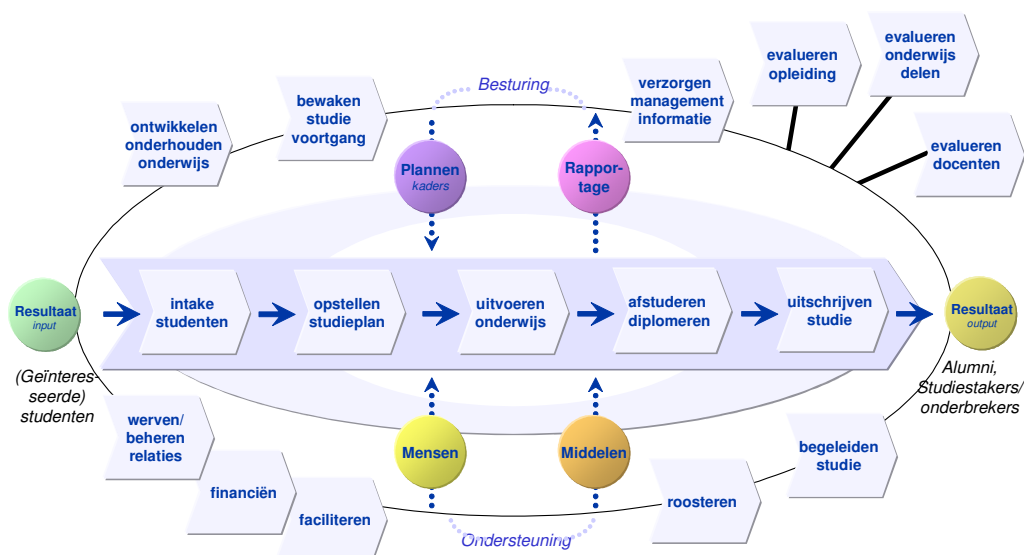 Besturing
evalueren
opleiding
evalueren
onderwijs
delen
verzorgen
management
informatie
bewaken
studie
voortgang
ontwikkelen
onderhouden
onderwijs
evalueren
docenten
Plannen
kaders
Rappor-
tage
Resultaat
input
intake
studenten
opstellen
studieplan
uitvoeren
onderwijs
afstuderen
diplomeren
uitschrijven
studie
Resultaat
output
(Geïnteres-
seerde)
studenten
Alumni,
Studiestakers/
onderbrekers
werven/
beheren
relaties
Mensen
Middelen
begeleiden
studie
financiën
faciliteren
roosteren
Ondersteuning